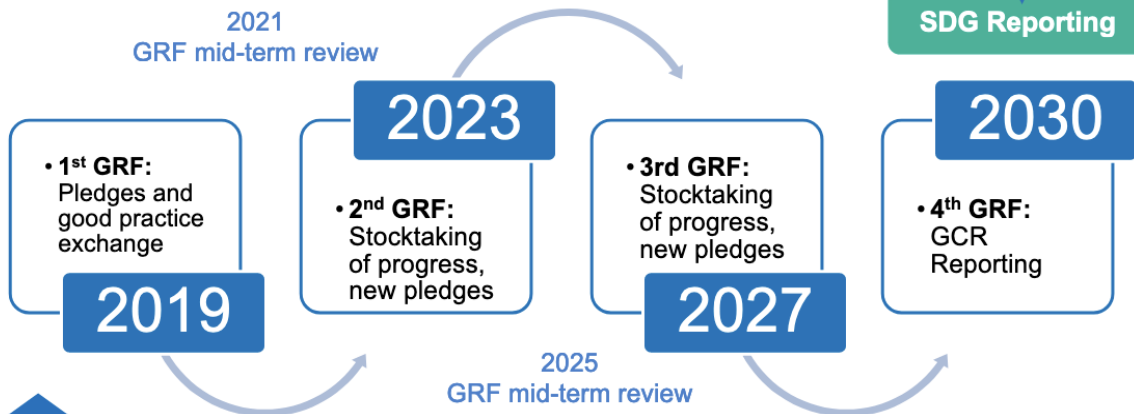 2021
GRF mid-term review
SDG Reporting
2019
• 1st GRF:
Pledges and
good practice
exchange
2023
• 2nd GRF:
Stocktaking
of progress,
new pledges
2027
• 3rd GRF:
Stocktaking
of progress,
new pledges
2030
• 4th GRF:
GCR
Reporting
2025
GRF mid-term review